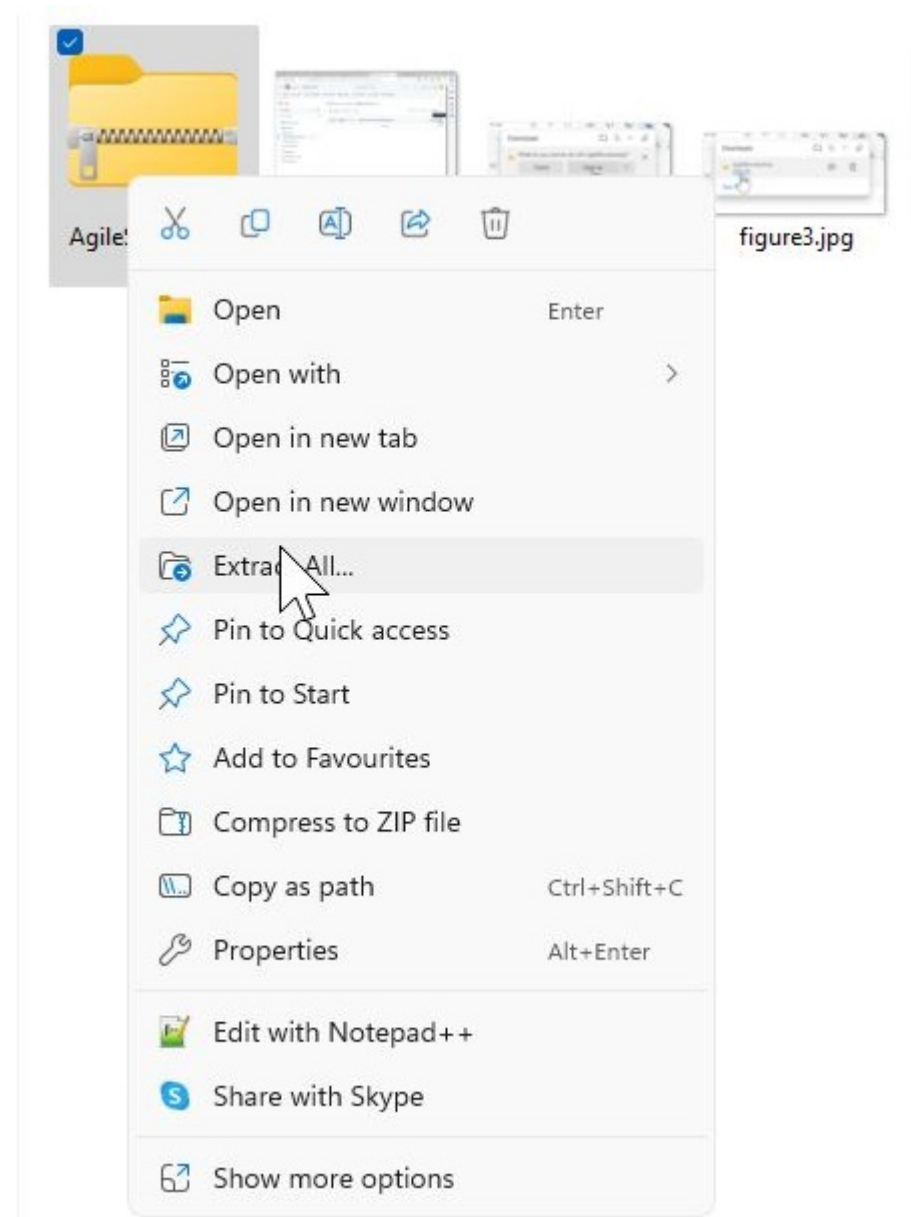 figure3.jpg
Open Enter
Open with
Open in new tab
Open in new window
All...
Pin to Quick access
Pin to Start
Add to Favourites
Compress to ZIP file
Copy as path Ctrl+Shift+C
Properties Alt+Enter
Edit with Notepad++
Share with Skype
Show more options